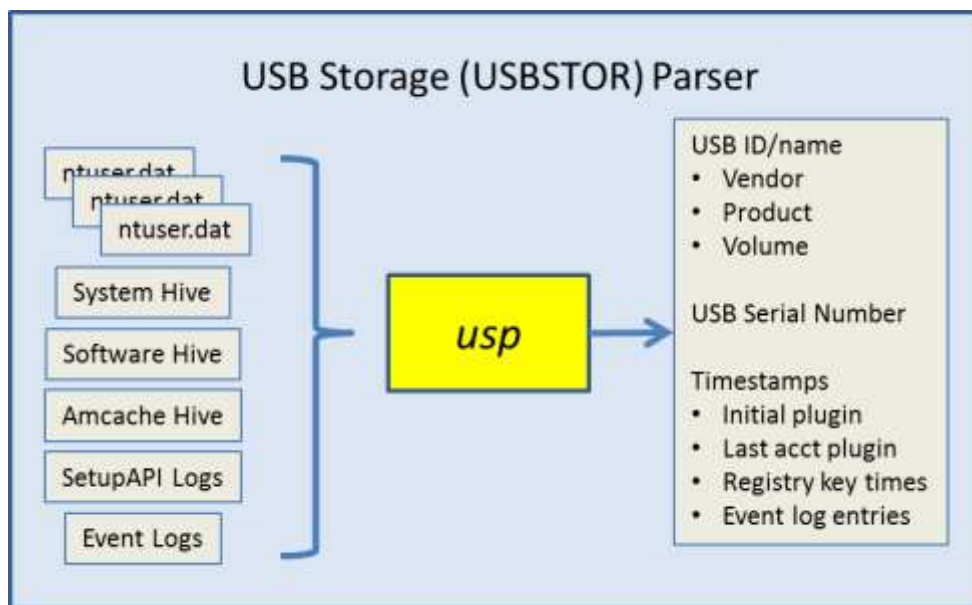 USB Storage (USBSTOR) Parser
ntuser.dat
ntuser.dat
ntuser.dat
System Hive
Software Hive
Amcache Hive
SetupAPI Logs
Event Logs
usp
USB ID/name
• Vendor
• Product
• Volume
USB Serial Number
Timestamps
• Initial plugin
• Last acct plugin
• Registry key times
• Event log entries